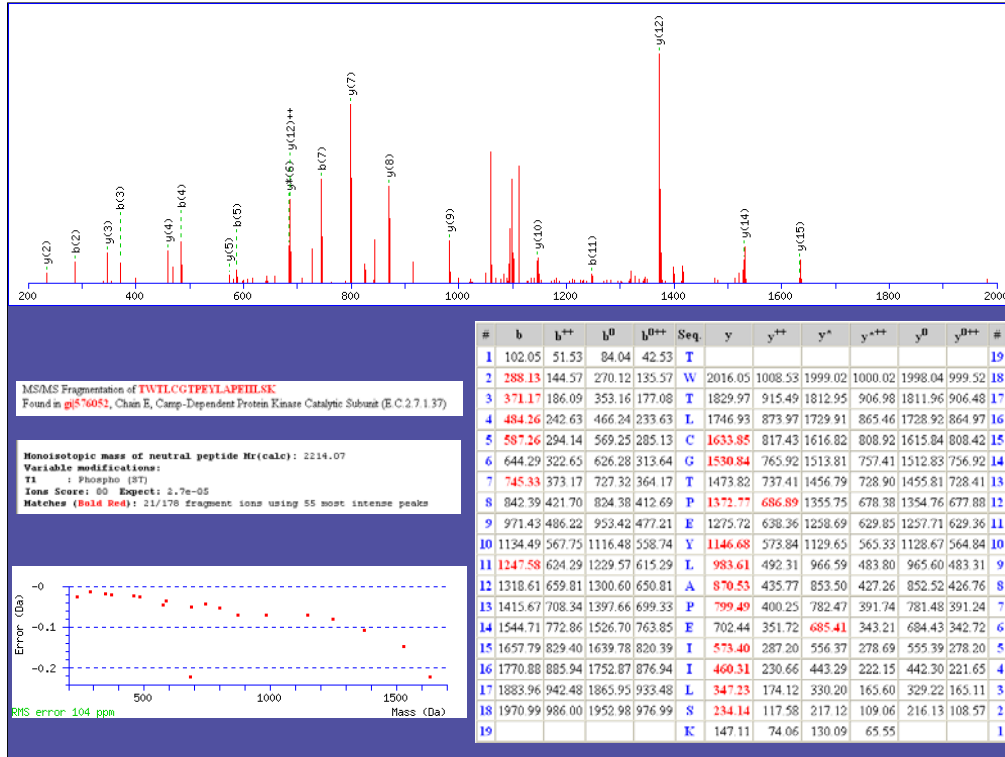 y(2)
b(2)
y(3)
b(3)
y(4)
b(4)
y(5)
b(5)
y*(6)
y(12)++
b(7)
y(7)
y(8)
y(9)
y(10)
b(11)
y(12)
y(14)
y(15)
200 400 600 800 1000 1200 1400 1600 1800 2000
MS/MS Fragmentation of TWTLCGTPEYLAPEIILSK
Found in gi|576052, Chain E, Camp-Dependent Protein Kinase Catalytic Subunit (E.C.2.7.1.37)
Monoisotopic mass of neutral peptide Mr(calc): 2214.07
Variable modifications:
T1 : Phospho (ST)
Ions Score: 80 Expect: 2.7e-05
Matches (Bold Red): 21/178 fragment ions using 55 most intense peaks
Error (Da)
-0
-0.1
-0.2
500 1000 1500
RMS error 104 ppm Mass (Da)
# b b++ b0 b0++ Seq. y y++ y* y*++ y0 y0++ #
1 102.05 51.53 84.04 42.53 T 19
2 288.13 144.57 270.12 135.57 W 2016.05 1008.53 1999.02 1000.02 1998.04 999.52 18
3 371.17 186.09 353.16 177.08 T 1829.97 915.49 1812.95 906.98 1811.96 906.48 17
4 484.26 242.63 466.24 233.63 L 1746.93 873.97 1729.91 865.46 1728.92 864.97 16
5 587.26 294.14 569.25 285.13 C 1633.85 817.43 1616.82 808.92 1615.84 808.42 15
6 644.29 322.65 626.28 313.64 G 1530.84 765.92 1513.81 757.41 1512.83 756.92 14
7 745.33 373.17 727.32 364.17 T 1473.82 737.41 1456.79 728.90 1455.81 728.41 13
8 842.39 421.70 824.38 412.69 P 1372.77 686.89 1355.75 678.38 1354.76 677.88 12
9 971.43 486.22 953.42 477.21 E 1275.72 638.36 1258.69 629.85 1257.71 629.36 11
10 1134.49 567.75 1116.48 558.74 Y 1146.68 573.84 1129.65 565.33 1128.67 564.84 10
11 1247.58 624.29 1229.57 615.29 L 983.61 492.31 966.59 483.80 965.60 483.31 9
12 1318.61 659.81 1300.60 650.81 A 870.53 435.77 853.50 427.26 852.52 426.76 8
13 1415.67 708.34 1397.66 699.33 P 799.49 400.25 782.47 391.74 781.48 391.24 7
14 1544.71 772.86 1526.70 763.85 E 702.44 351.72 685.41 343.21 684.43 342.72 6
15 1657.79 829.40 1639.78 820.39 I 573.40 287.20 556.37 278.69 555.39 278.20 5
16 1770.88 885.94 1752.87 876.94 I 460.31 230.66 443.29 222.15 442.30 221.65 4
17 1883.96 942.48 1865.95 933.48 L 347.23 174.12 330.20 165.60 329.22 165.11 3
18 1970.99 986.00 1952.98 976.99 S 234.14 117.58 217.12 109.06 216.13 108.57 2
19 K 147.11 74.06 130.09 65.55 1